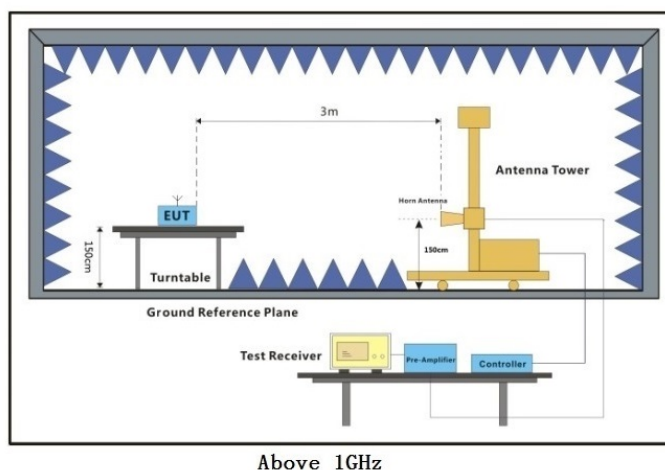 3m
Antenna Tower
Horn Antenna
EUT
150cm
150cm
Turntable
Ground Reference Plane
Test Receiver
Pre-Amplifier
Controller
Above 1GHz